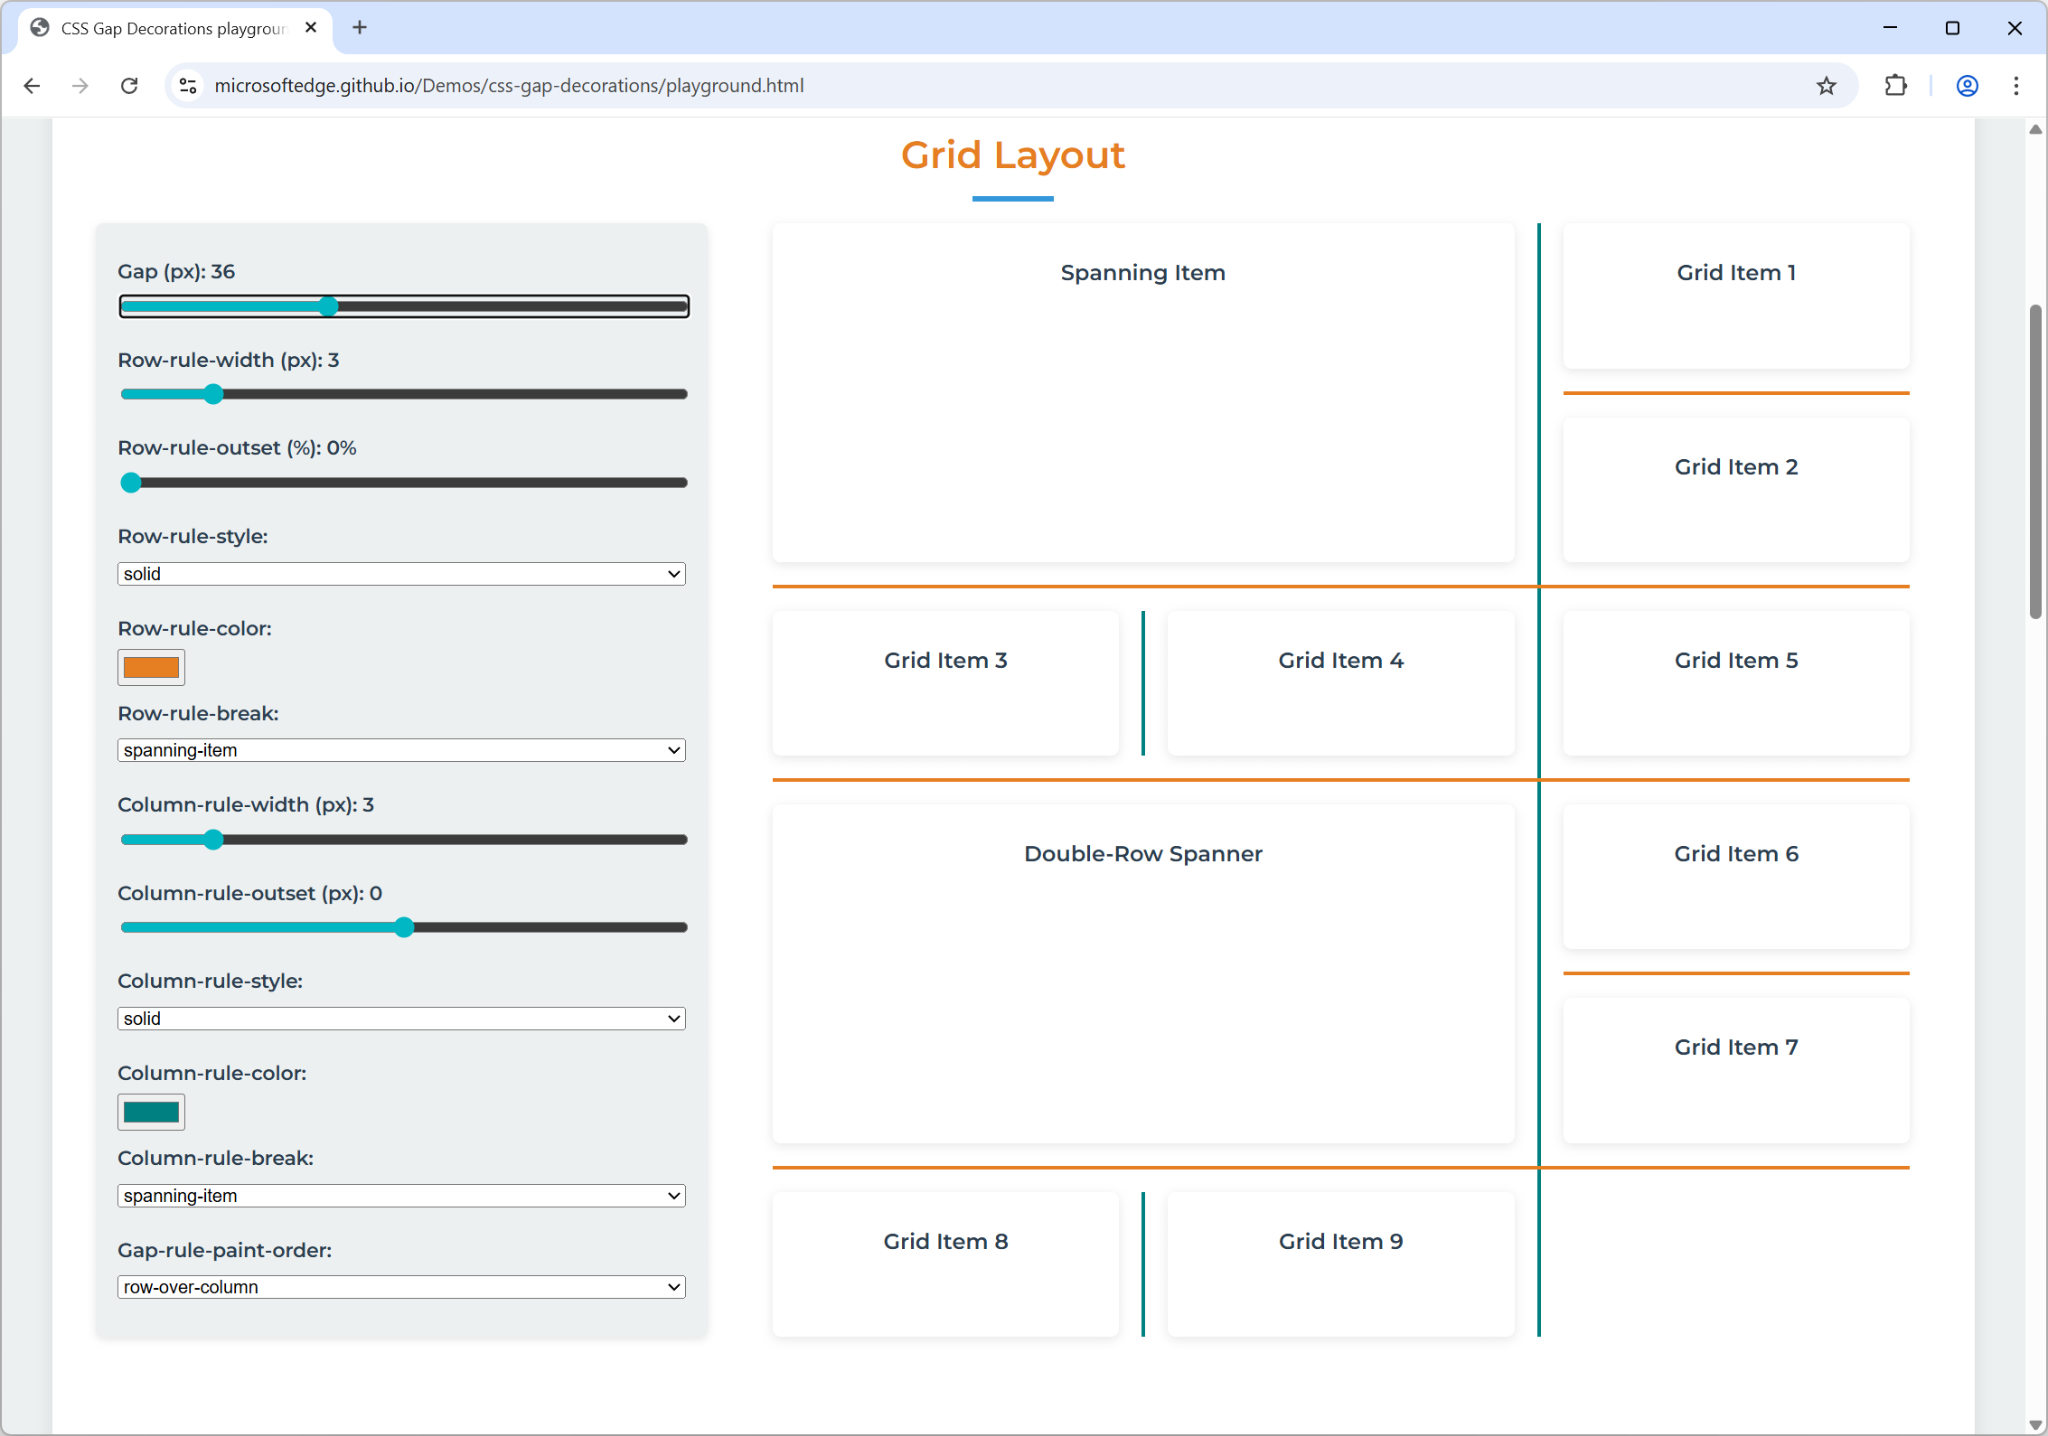 CSS Gap Decorations playgroun
microsoftedge.github.io/Demos/css-gap-decorations/playground.html
Grid Layout
Gap (px): 36
Row-rule-width (px): 3
Row-rule-outset (%): 0%
Row-rule-style:
solid
Row-rule-color:
Row-rule-break:
spanning-item
Column-rule-width (px): 3
Column-rule-outset (px): 0
Column-rule-style:
solid
Column-rule-color:
Column-rule-break:
spanning-item
Gap-rule-paint-order:
row-over-column
Spanning Item
Grid Item 1
Grid Item 2
Grid Item 3
Grid Item 4
Grid Item 5
Double-Row Spanner
Grid Item 6
Grid Item 7
Grid Item 8
Grid Item 9